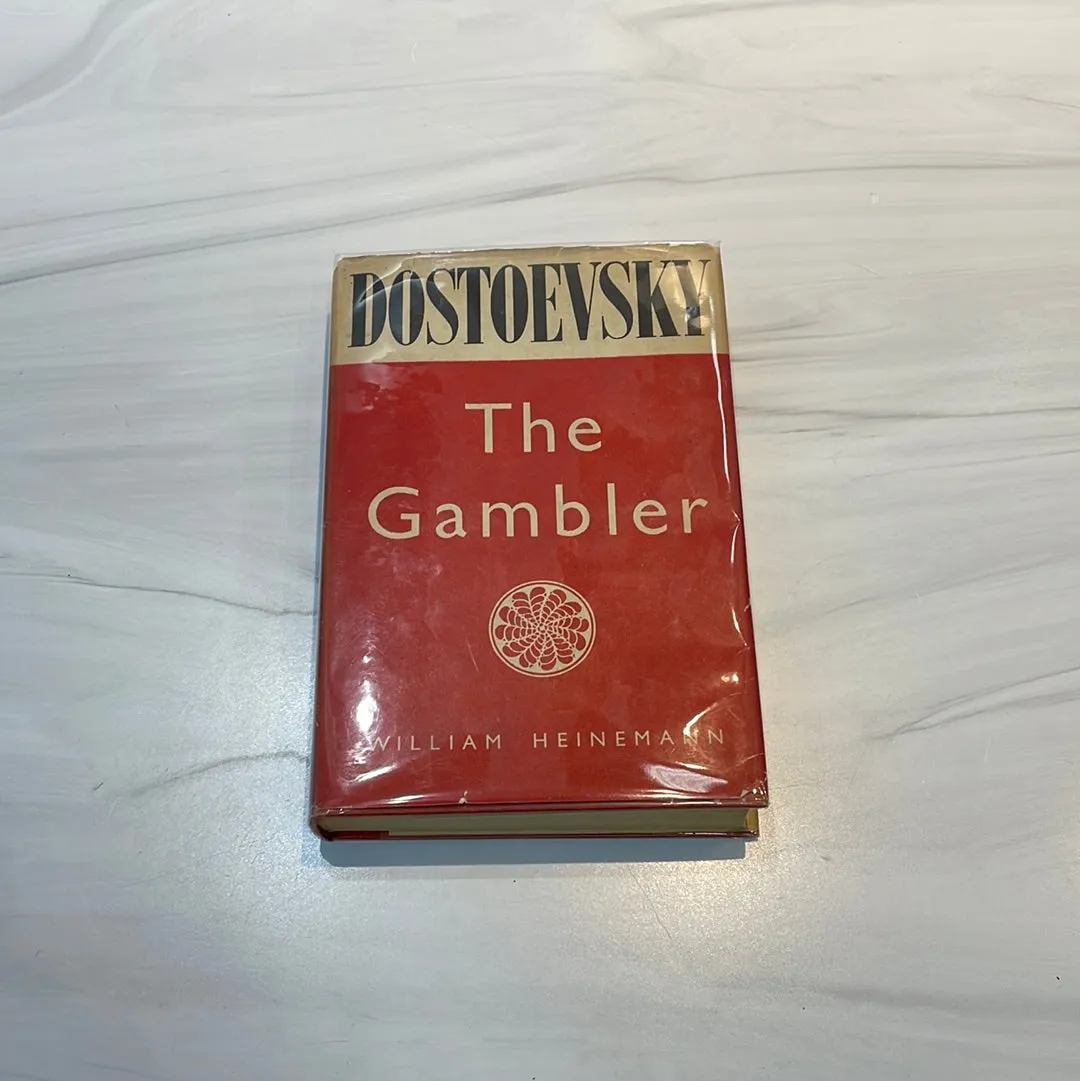 DOSTOEVSKY
The
Gambler
WILLIAM HEINEMANN